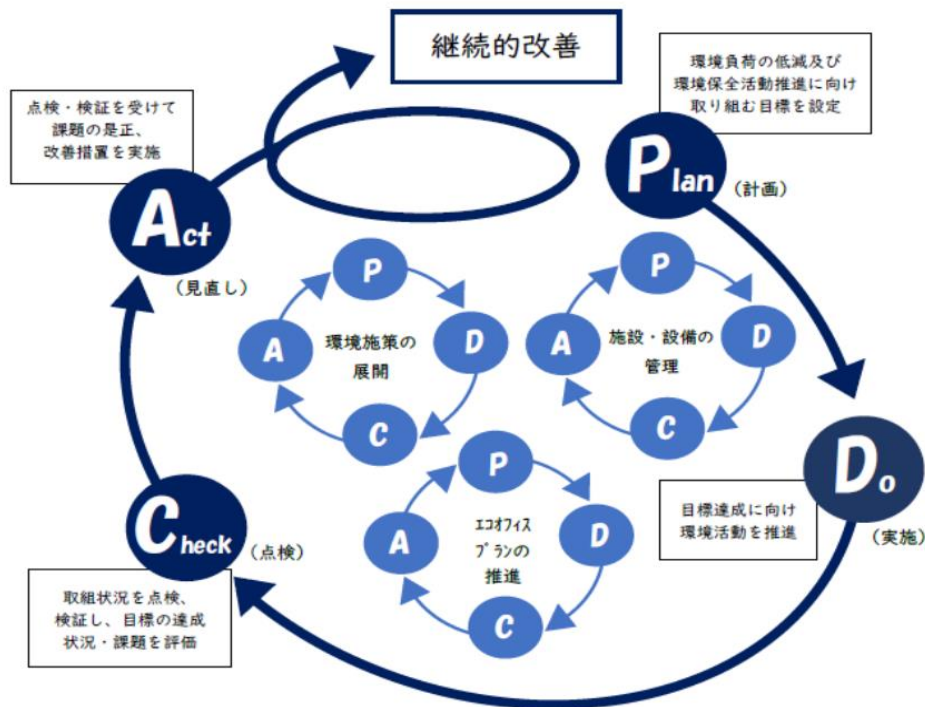 継続的改善
環境負荷の低減及び
環境保全活動推進に向け
取り組む目標を設定
点検・検証を受けて
課題の是正、
改善措置を実施
Plan
(計画)
Act
(見直し)
P
D
C
A
環境施策の
展開
P
D
C
A
施設・設備の
管理
Do
(実施)
目標達成に向け
環境活動を推進
P
D
C
A
エコオフィス
プランの
推進
Check
(点検)
取組状況を点検、
検証し、目標の達成
状況・課題を評価